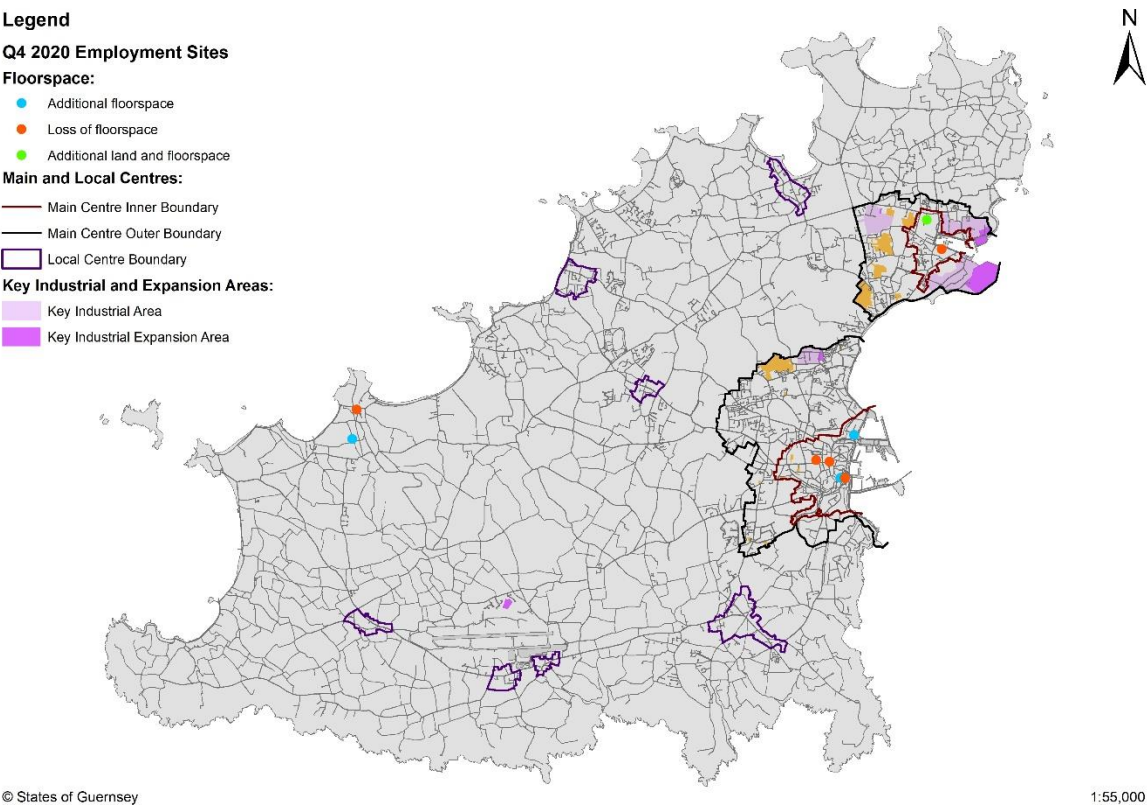 Legend
Q4 2020 Employment Sites
Floorspace:
Additional floorspace
Loss of floorspace
Additional land and floorspace
Main and Local Centres:
Main Centre Inner Boundary
Main Centre Outer Boundary
Local Centre Boundary
Key Industrial and Expansion Areas:
Key Industrial Area
Key Industrial Expansion Area
N
© States of Guernsey
1:55,000